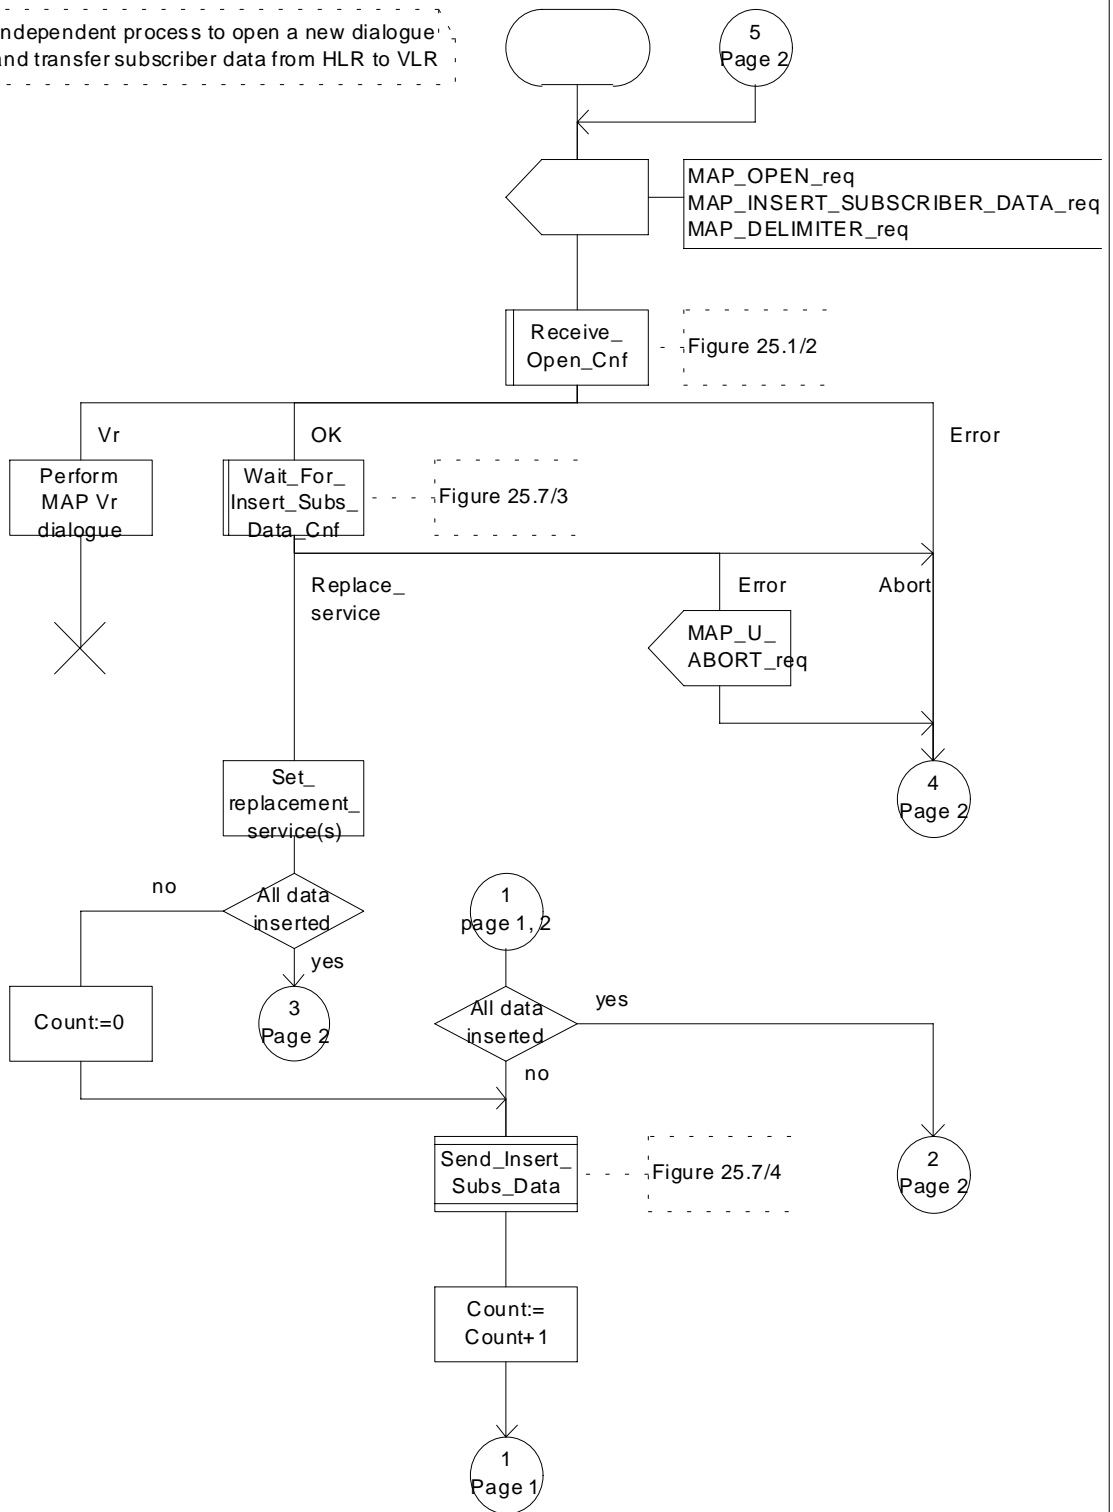 ndependent process to open a new dialogue
nd transfer subscriber data from HLR to VLR
5
Page 2
MAP_OPEN_req
MAP_INSERT_SUBSCRIBER_DATA_req
MAP_DELIMITER_req
Receive_
Open_Cnf
Figure 25.1/2
Vr
OK
Error
Perform
MAP Vr
dialogue
Wait_For_
Insert_Subs_
Data_Cnf
Figure 25.7/3
Replace_
service
Error
Abort
MAP_U_
ABORT_req
Set_
replacement_
service(s)
4
Page 2
no
All data
inserted
yes
1
page 1, 2
Count:=0
3
Page 2
All data
inserted
yes
no
Send_Insert_
Subs_Data
Figure 25.7/4
2
Page 2
Count:=
Count+1
1
Page 1